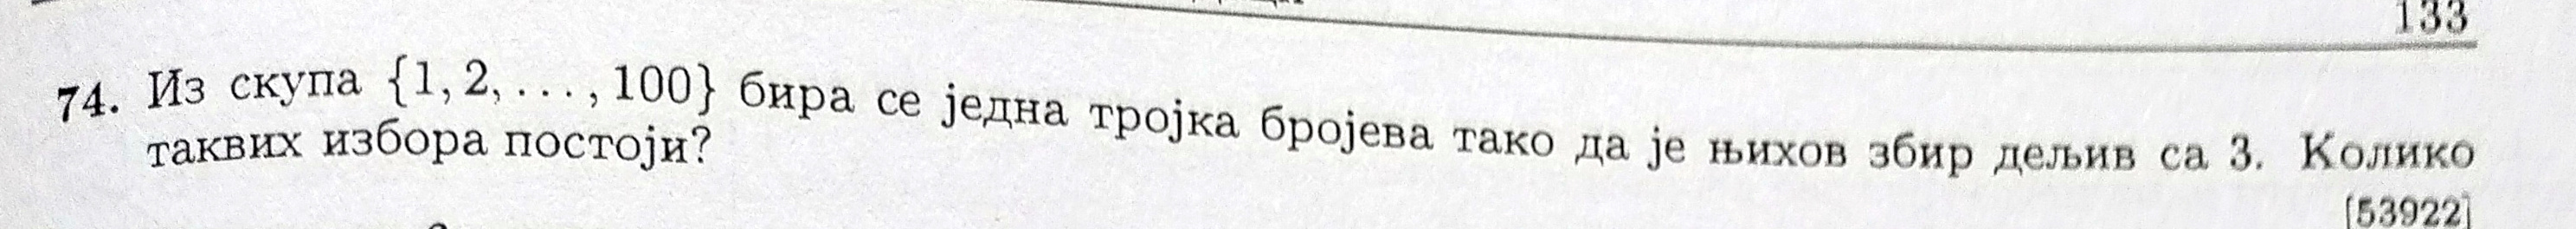 133
74. Из скупа {1, 2, . . . , 100} бира се једна тројка бројева тако да је њихов збир дељив са 3. Колико
таквих избора постоји?
[53922]